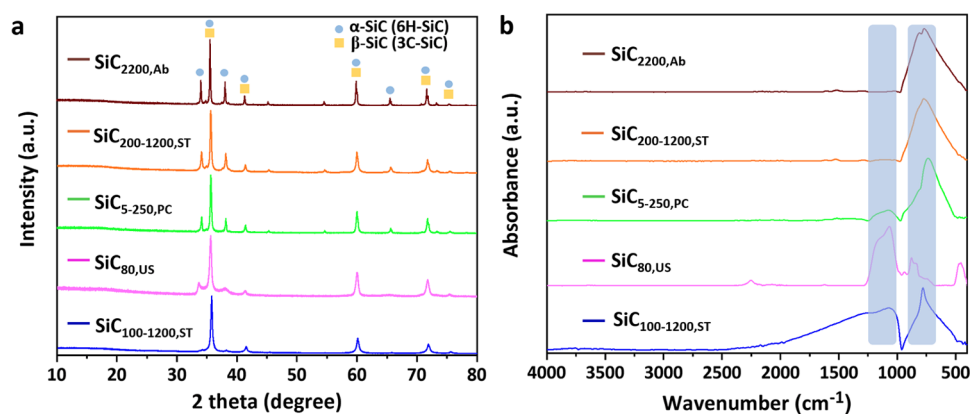 a
α-SiC (6H-SiC)
β-SiC (3C-SiC)
SiC2200,Ab
SiC200-1200,ST
SiC5-250,PC
SiC80,US
SiC100-1200,ST
Intensity (a.u.)
10 20 30 40 50 60 70 80
2 theta (degree)
b
SiC2200,Ab
SiC200-1200,ST
SiC5-250,PC
SiC80,US
SiC100-1200,ST
Absorbance (a.u.)
4000 3500 3000 2500 2000 1500 1000 500
Wavenumber (cm-1)